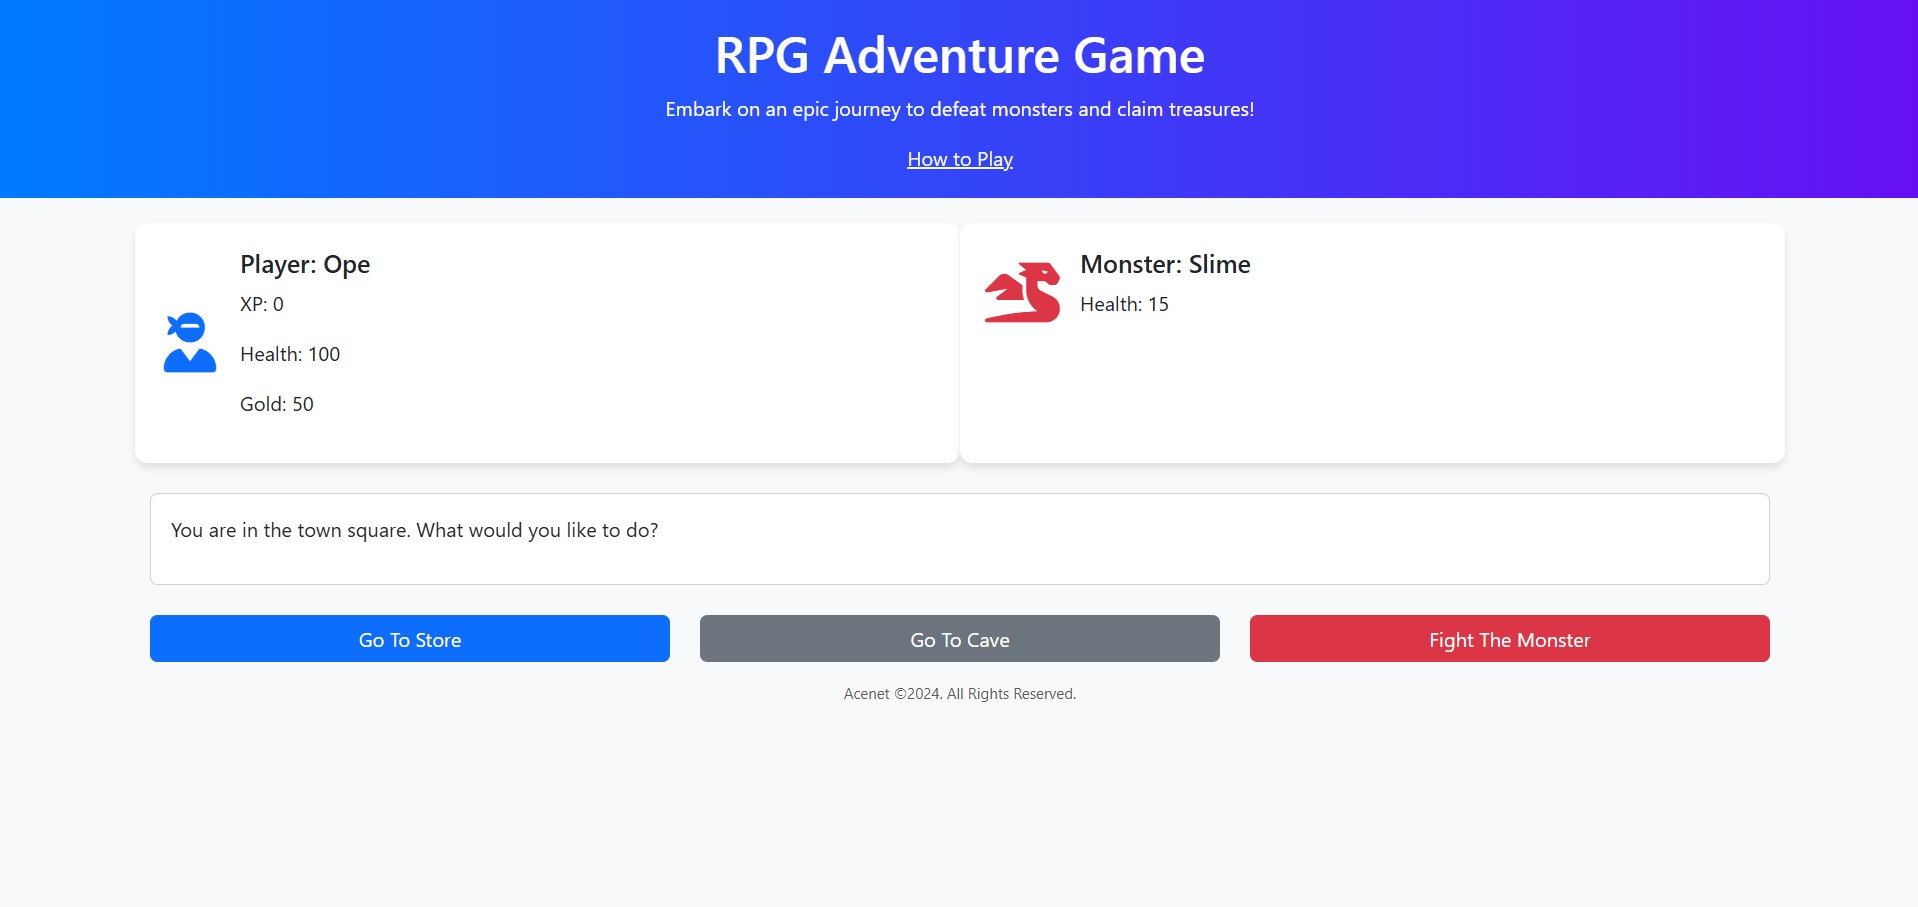 RPG Adventure Game
Embark on an epic journey to defeat monsters and claim treasures!
How to Play
Player: Ope
XP: 0
Health: 100
Gold: 50
Monster: Slime
Health: 15
You are in the town square. What would you like to do?
Go To Store
Go To Cave
Fight The Monster
Acenet ©2024. All Rights Reserved.